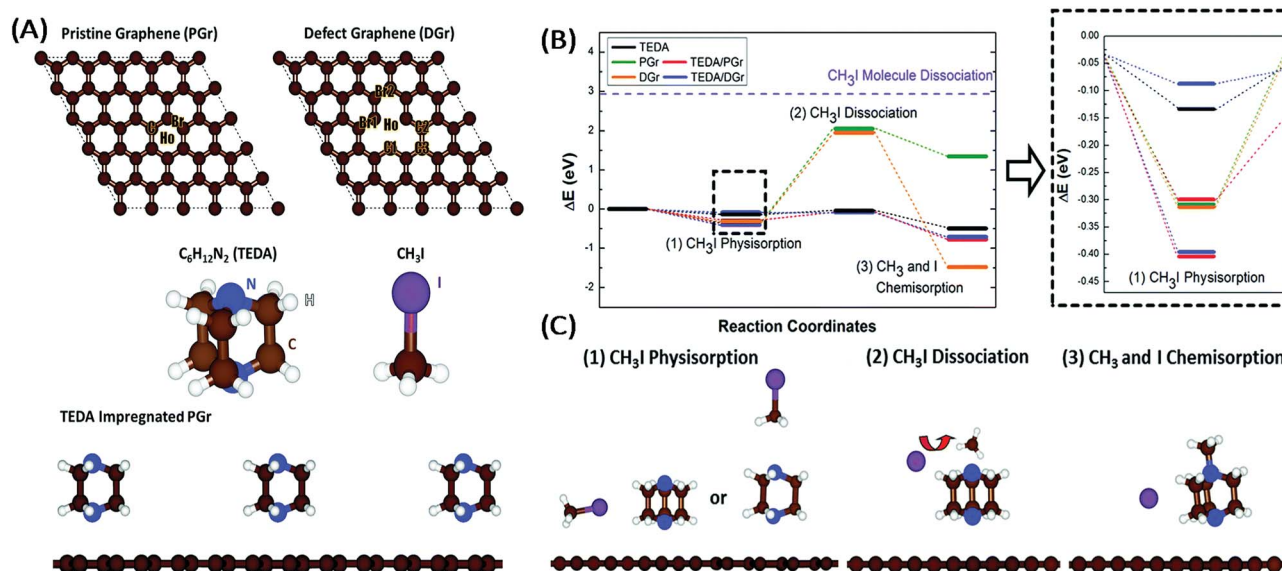 (A)
Pristine Graphene (PGr)
Defect Graphene (DGr)
C
Br
Ho
Br2
Br1
Ho
C2
C1
C3
C₆H₁₂N₂ (TEDA)
CH₃I
N
H
C
I
TEDA Impregnated PGr
(B)
TEDA
PGr
TEDA/PGr
DGr
TEDA/DGr
CH₃I Molecule Dissociation
(2) CH₃I Dissociation
(1) CH₃I Physisorption
(3) CH₃ and I
Chemisorption
ΔE (eV)
4
3
2
1
0
-1
-2
Reaction Coordinates
ΔE (eV)
0.00
-0.05
-0.10
-0.15
-0.20
-0.25
-0.30
-0.35
-0.40
-0.45
(1) CH₃I Physisorption
(C)
(1) CH₃I Physisorption
(2) CH₃I Dissociation
(3) CH₃ and I Chemisorption
or